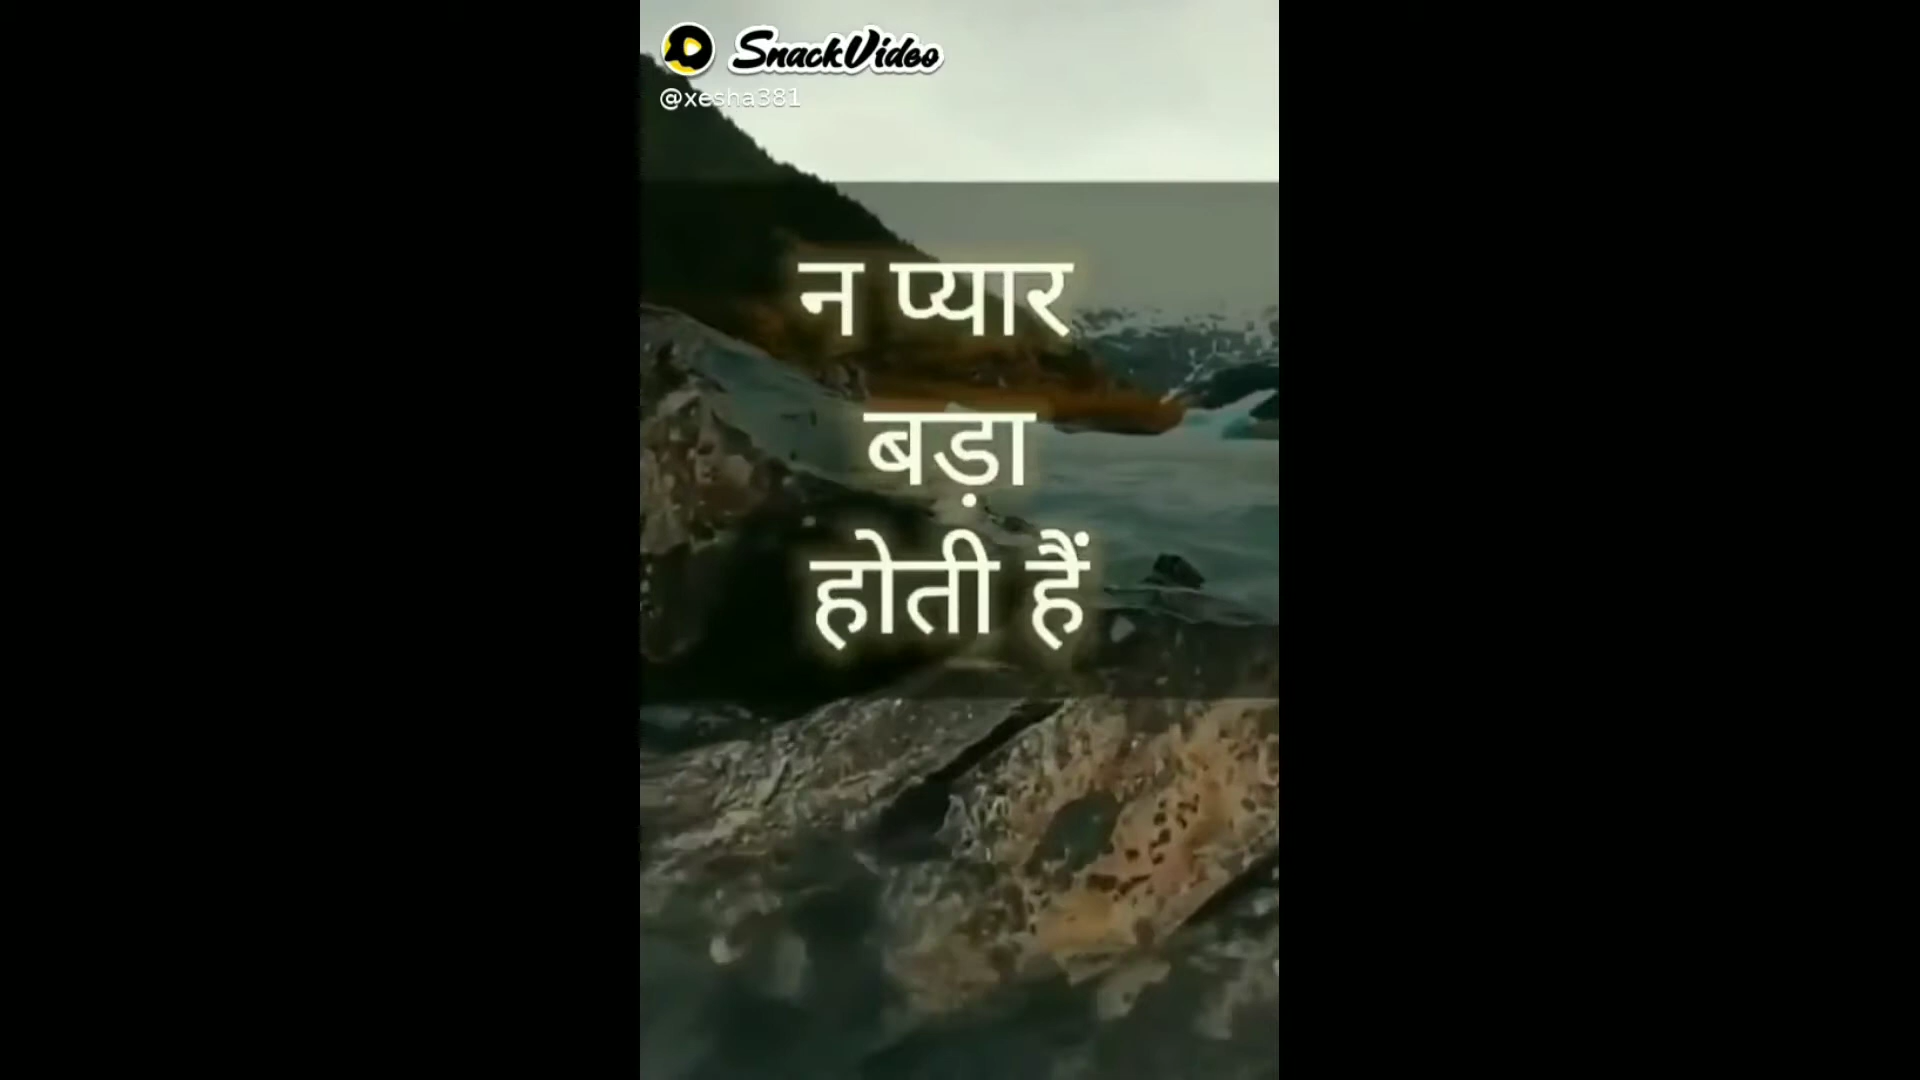 SnackVideo
@xesha381
न प्यार
बड़ा
होती हैं